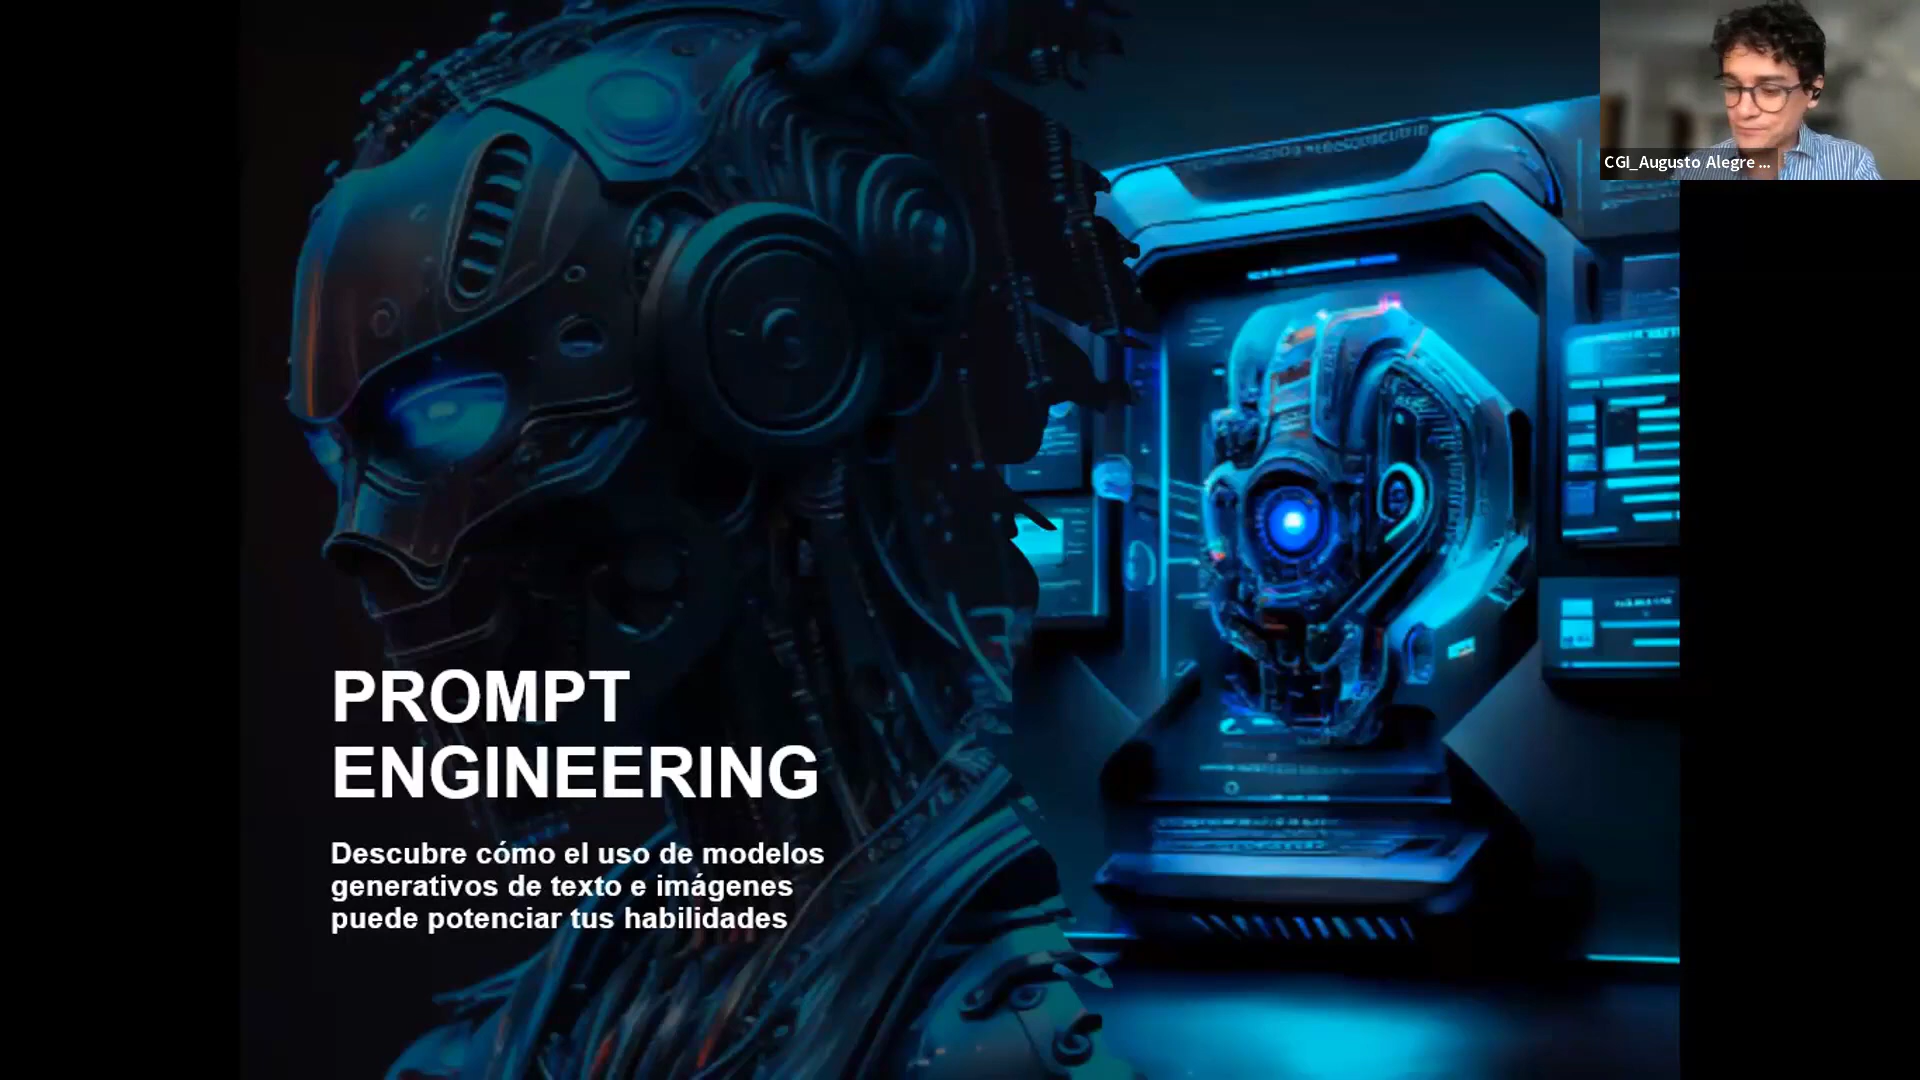 CGI_Augusto Alegre ...
PROMPT
ENGINEERING
Descubre cómo el uso de modelos
generativos de texto e imágenes
puede potenciar tus habilidades